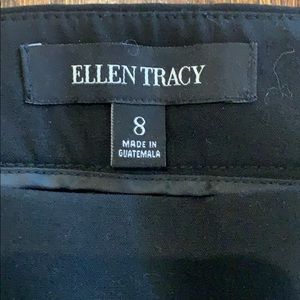 ELLEN TRACY
8
MADE IN
GUATEMALA